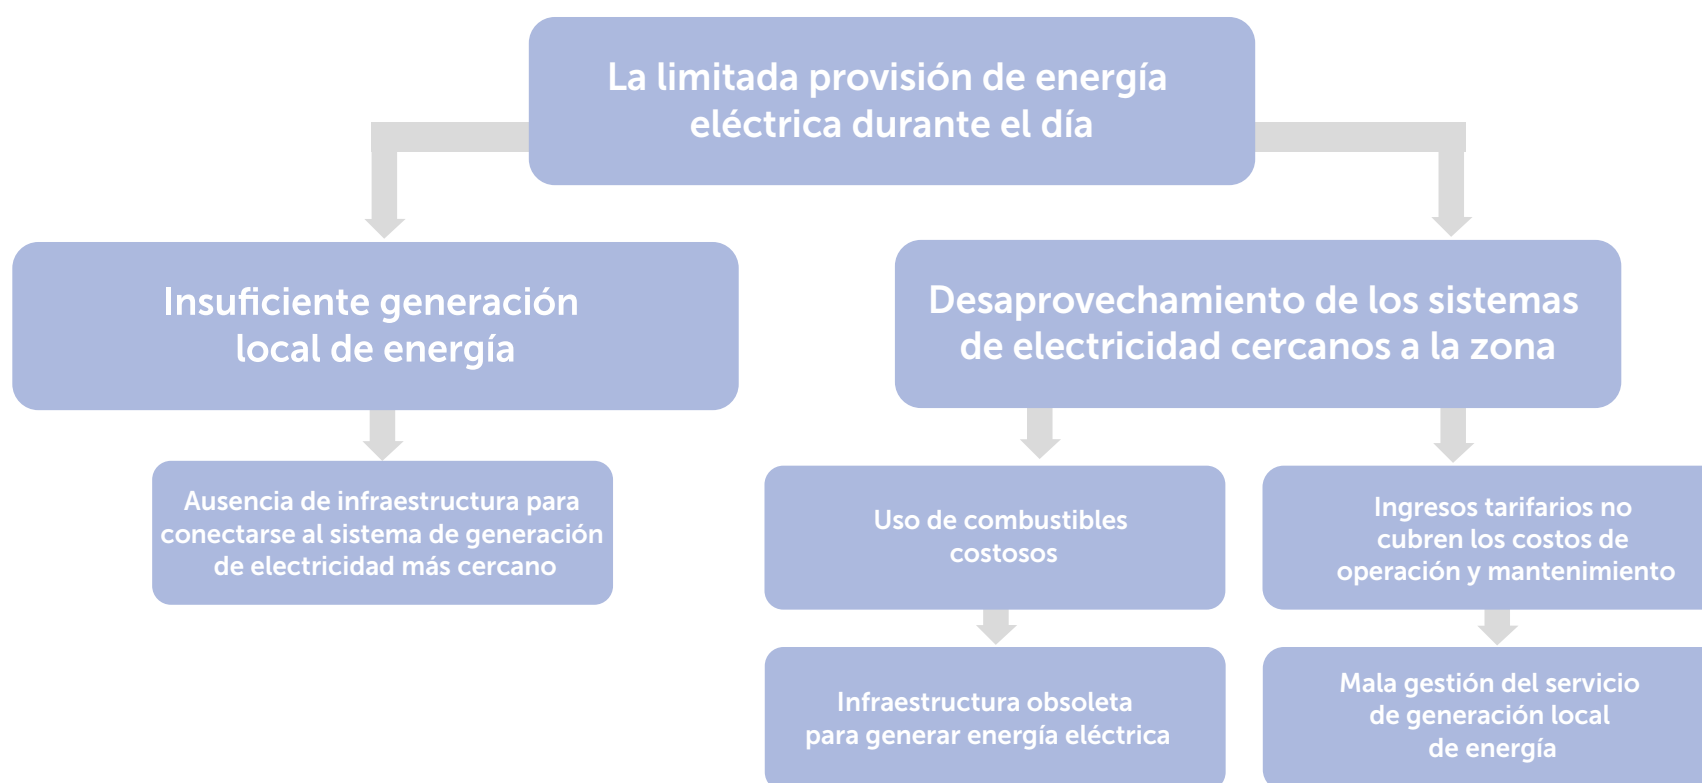 La limitada provisión de energía
eléctrica durante el día
Insuficiente generación
local de energía
Desaprovechamiento de los sistemas
de electricidad cercanos a la zona
Ausencia de infraestructura para
conectarse al sistema de generación
de electricidad más cercano
Uso de combustibles
costosos
Ingresos tarifarios no
cubren los costos de
operación y mantenimiento
Infraestructura obsoleta
para generar energía eléctrica
Mala gestión del servicio
de generación local
de energía